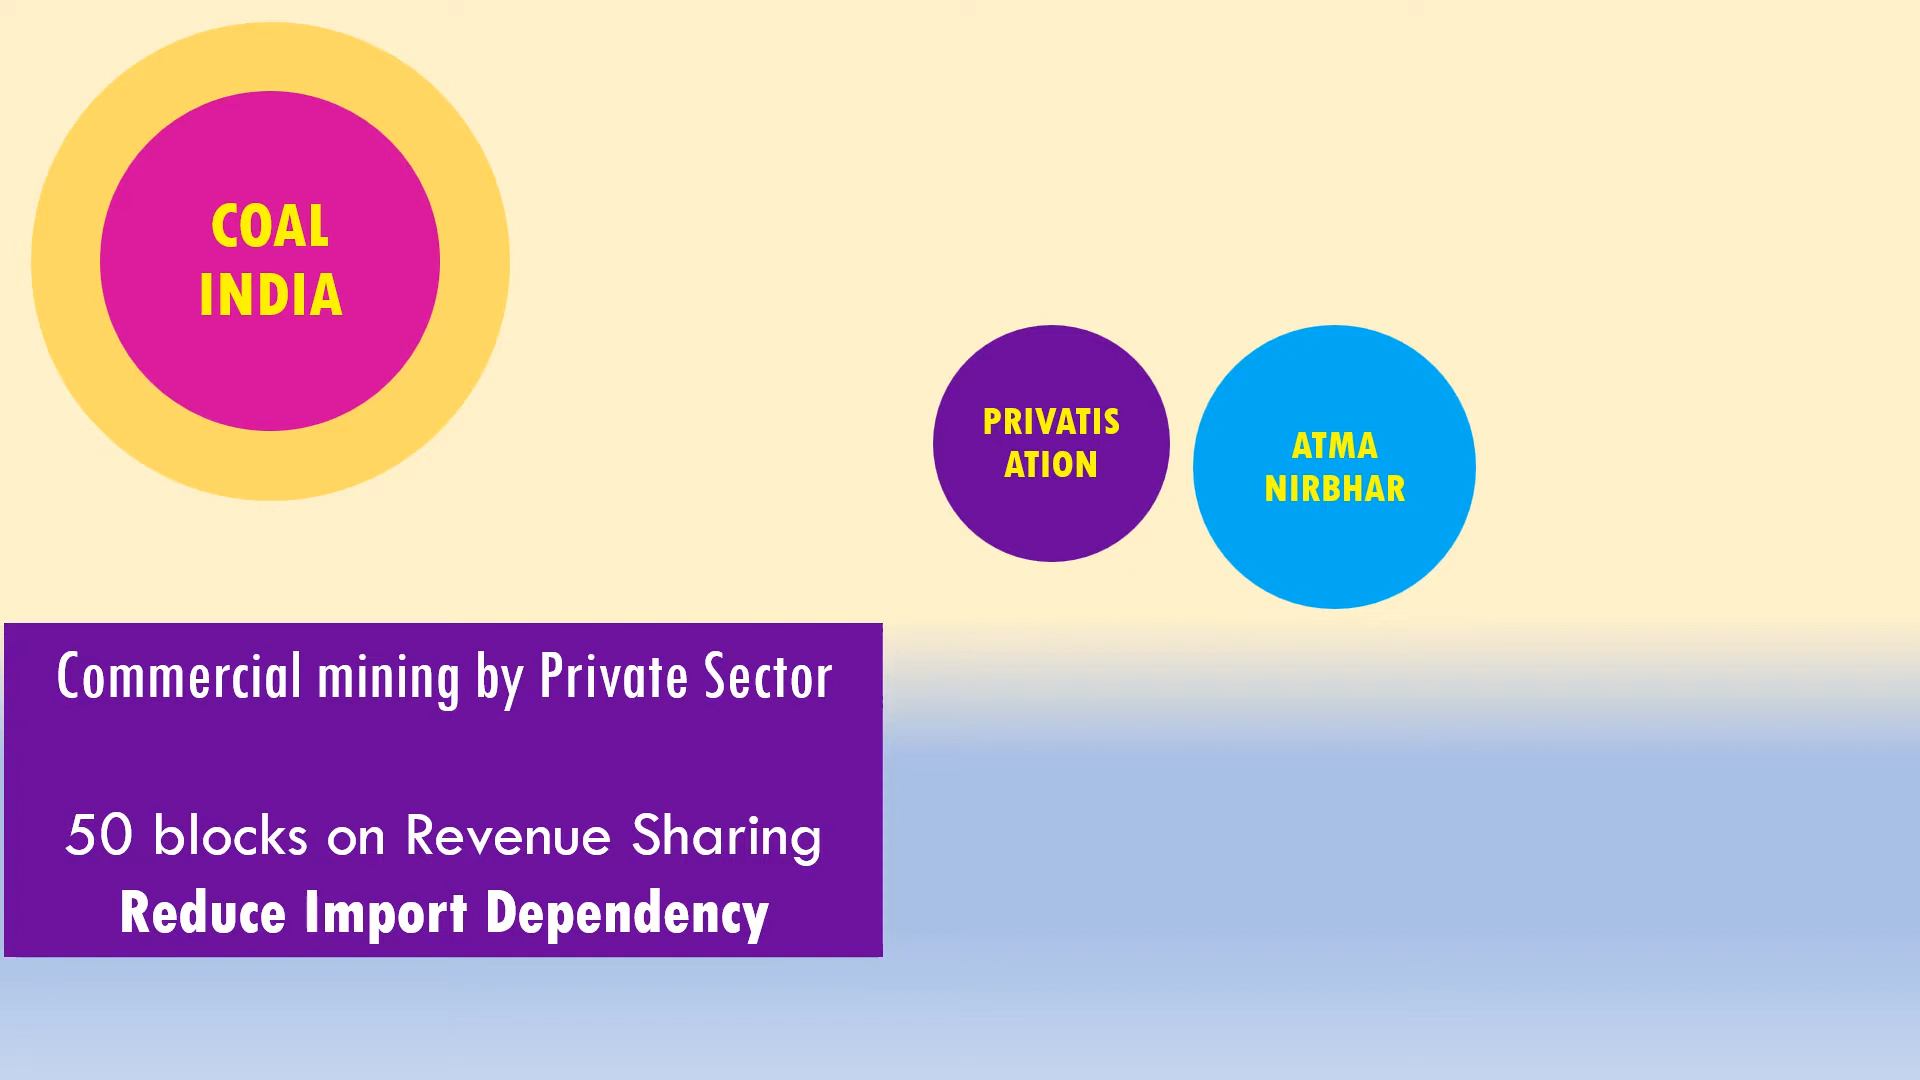 COAL
INDIA
PRIVATIS
ATION
ATMA
NIRBHAR
Commercial mining by Private Sector
50 blocks on Revenue Sharing
Reduce Import Dependency